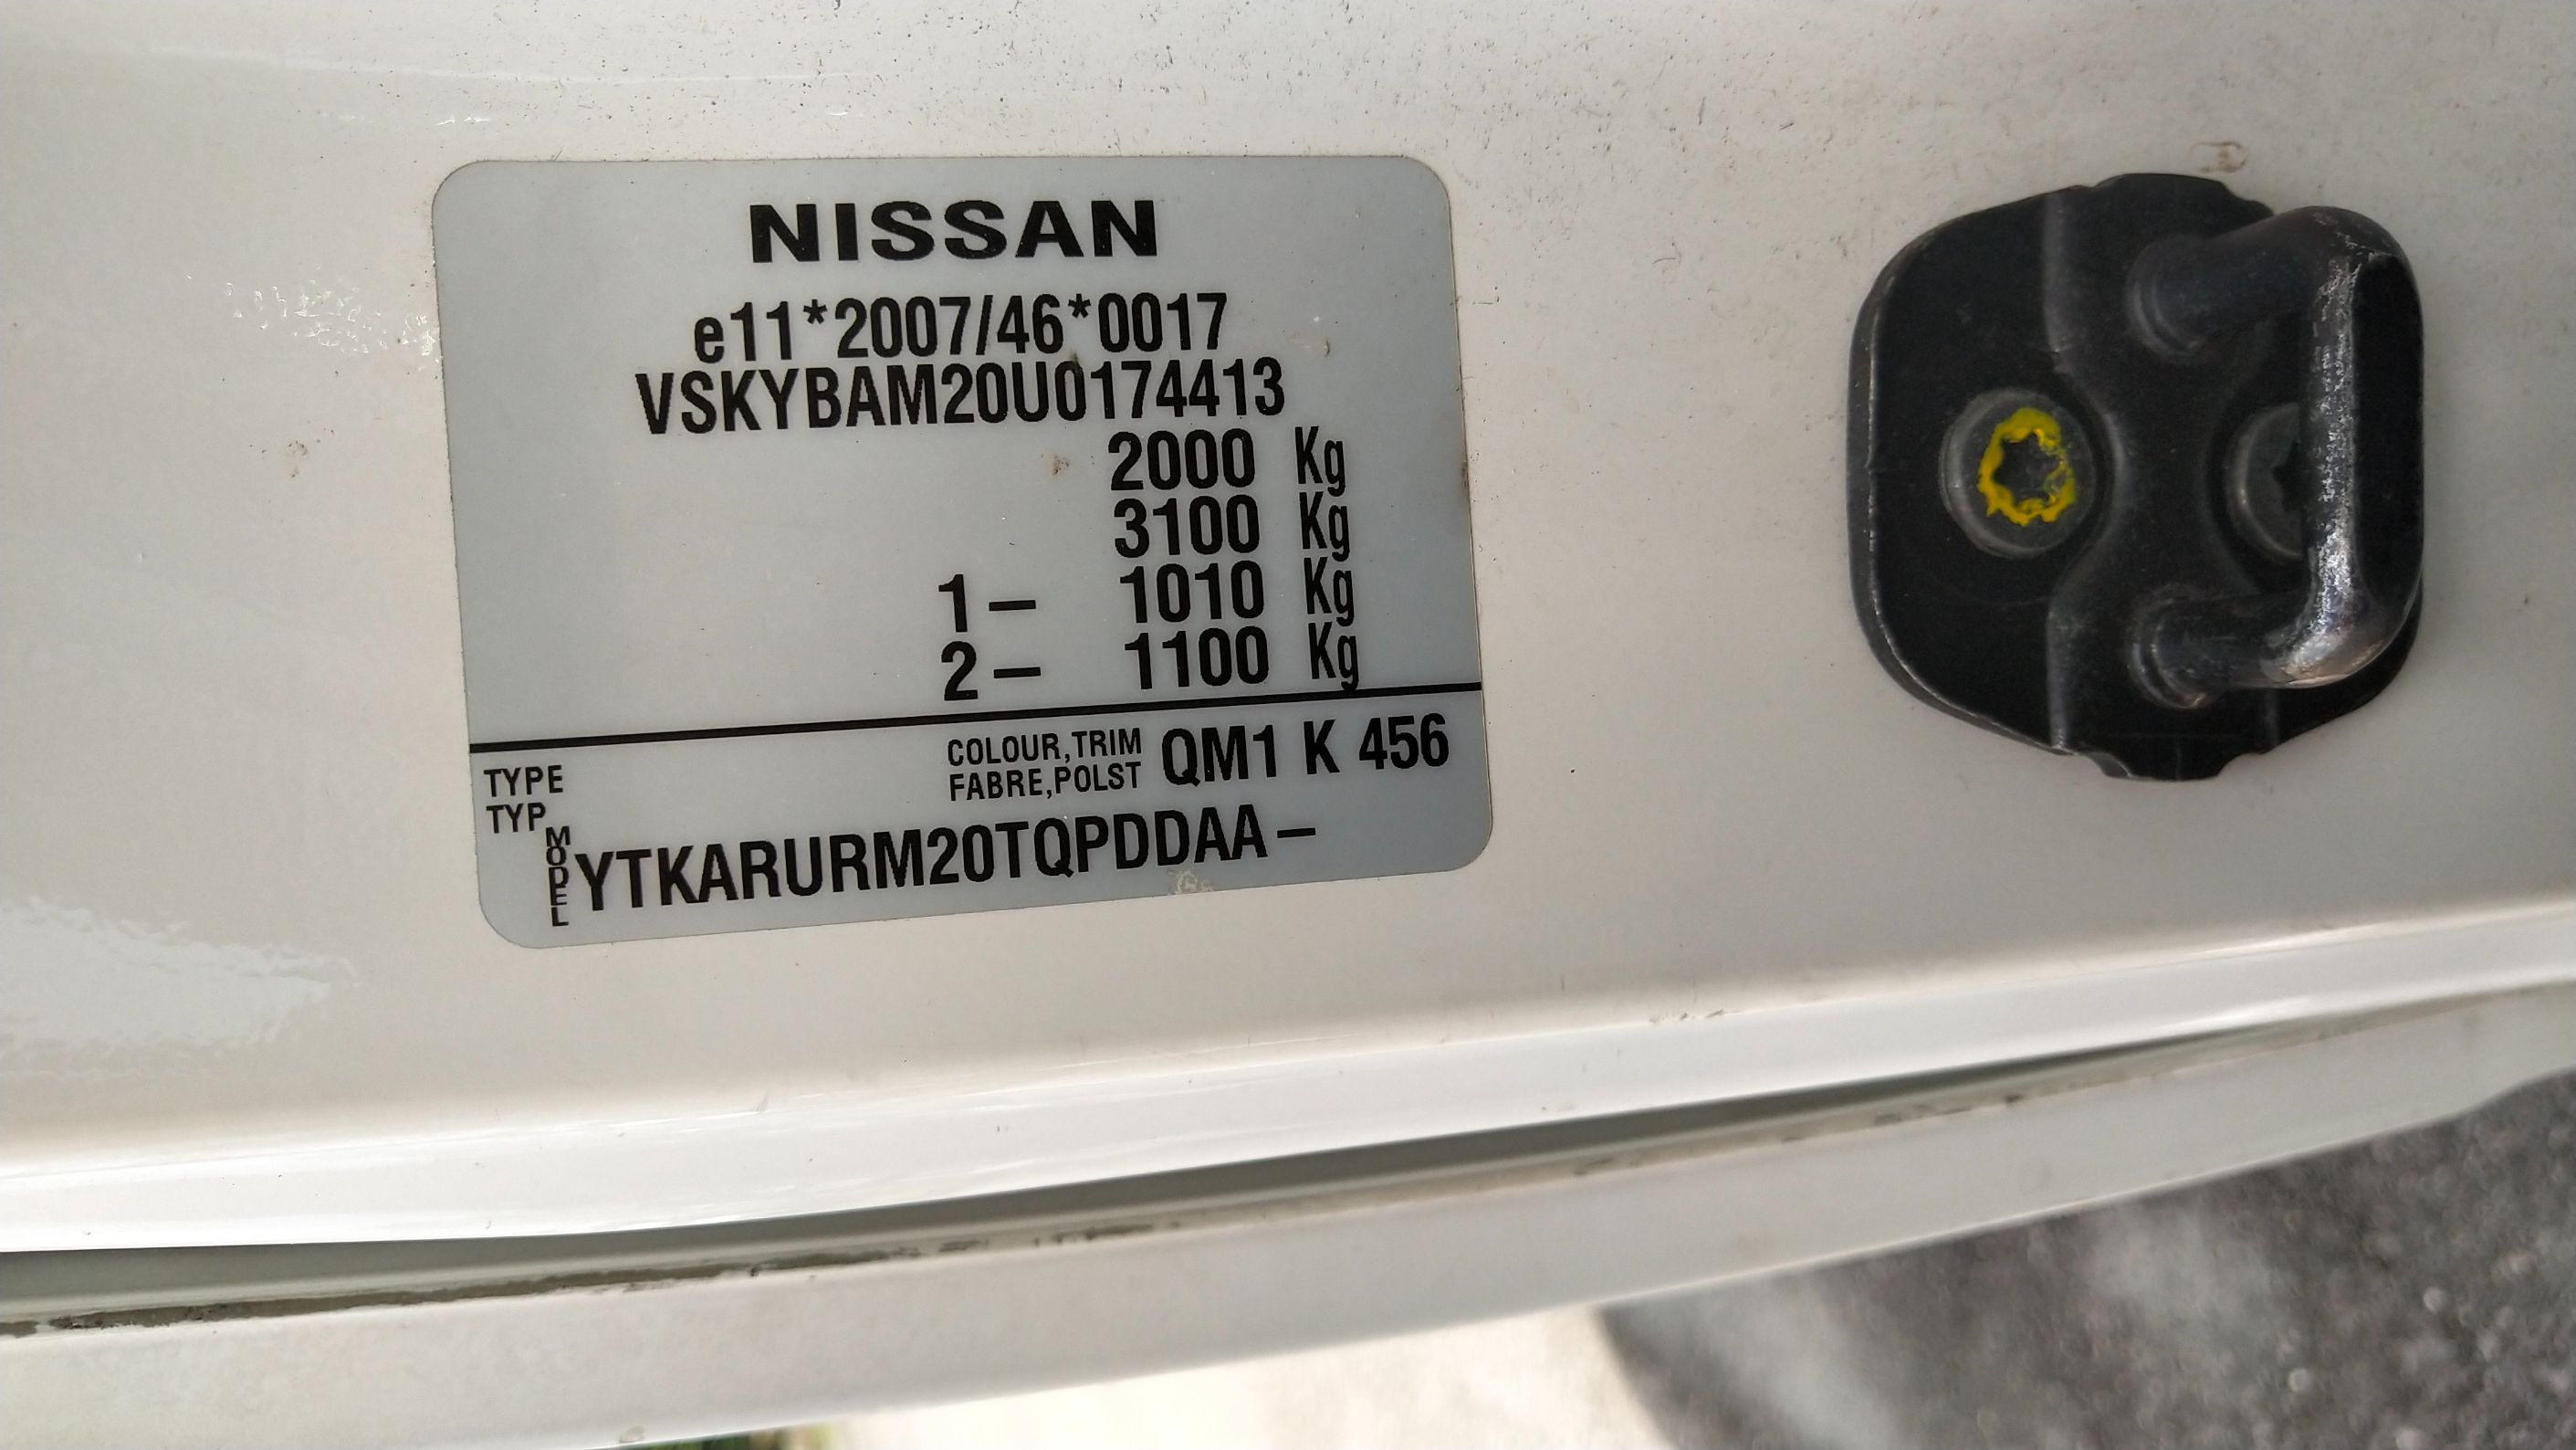 NISSAN
e11*2007/46*0017
VSKYBAM20U0174413
2000 Kg
3100 Kg
1– 1010 Kg
2– 1100 Kg
COLOUR,TRIM QM1 K 456
FABRE,POLST
TYPE
TYP
MODEL YTKARURM20TQPDDAA–